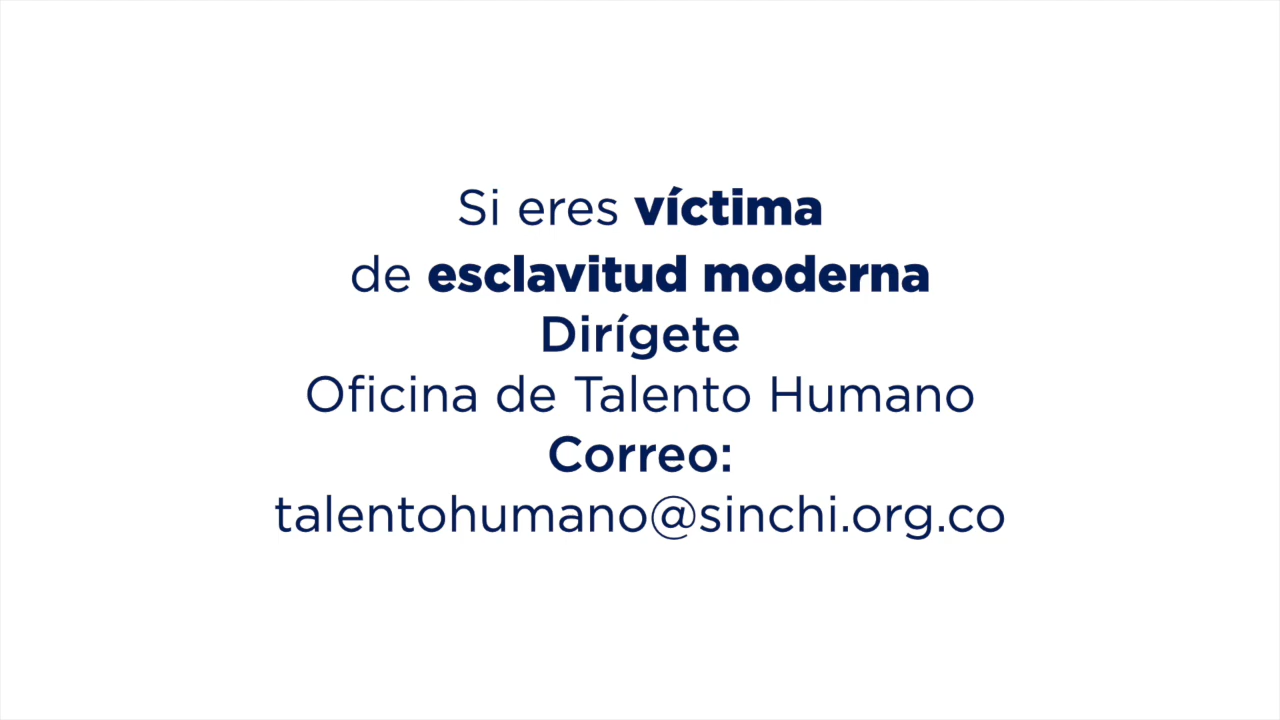 Si eres víctima
de esclavitud moderna
Dirígete
Oficina de Talento Humano
Correo:
talentohumano@sinchi.org.co